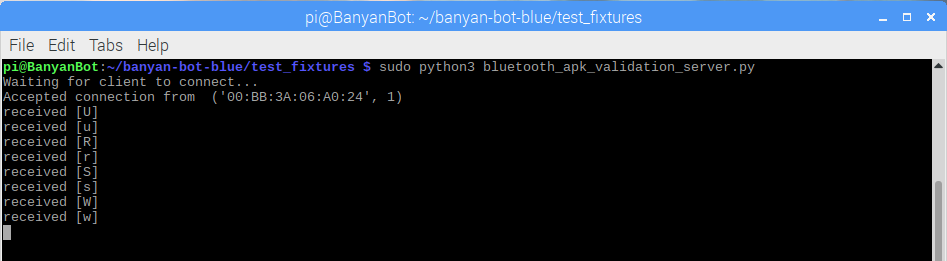 pi@BanyanBot: ~/banyan-bot-blue/test_fixtures
File Edit Tabs Help
pi@BanyanBot:~/banyan-bot-blue/test_fixtures $ sudo python3 bluetooth_apk_validation_server.py
Waiting for client to connect...
Accepted connection from  ('00:BB:3A:06:A0:24', 1)
received [U]
received [u]
received [R]
received [r]
received [S]
received [s]
received [W]
received [w]